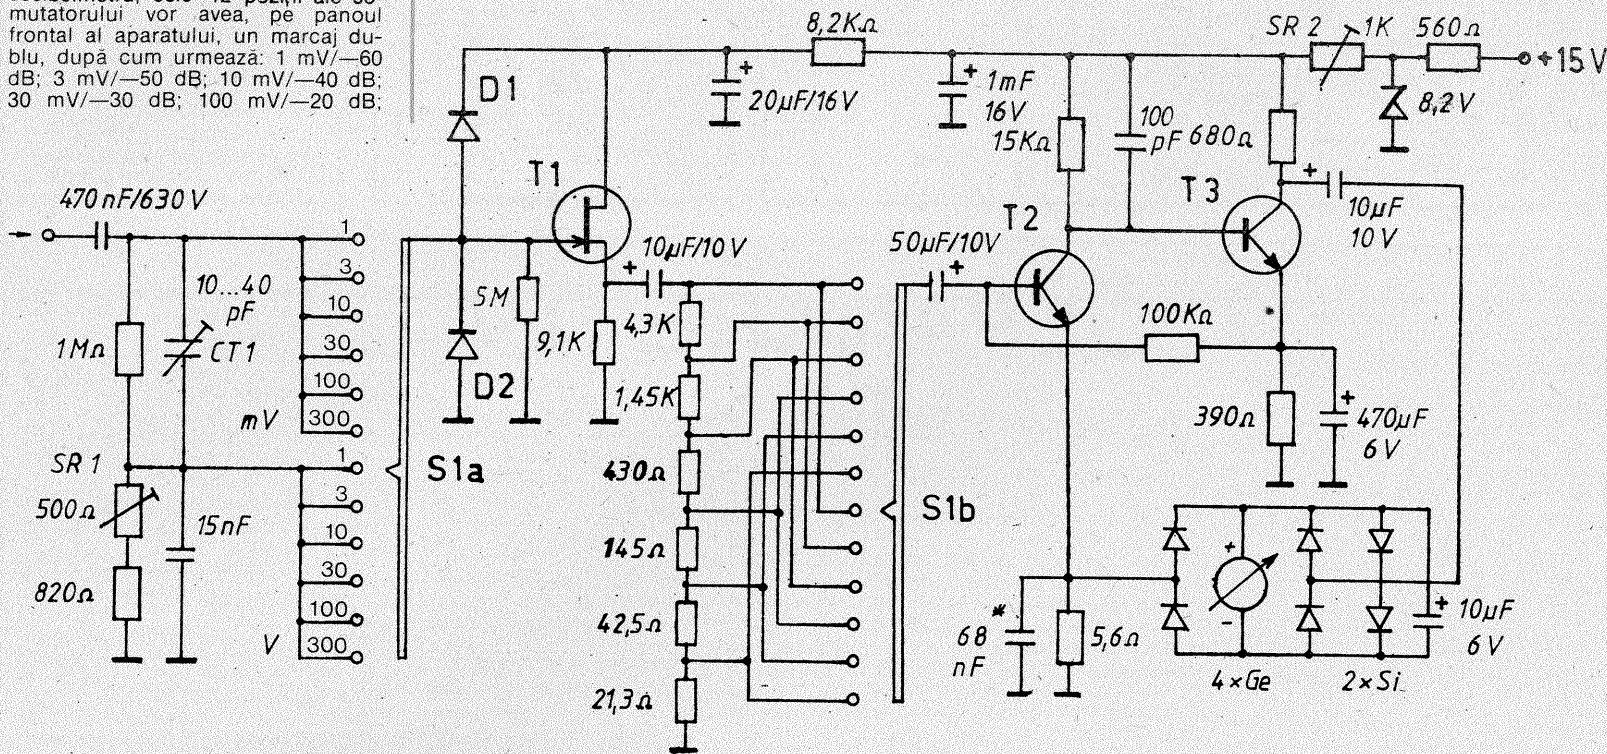 mutatorului vor avea, pe panoul
frontal al aparatului, un marcaj du-
blu, după cum urmează: 1 mV/—60
dB; 3 mV/—50 dB; 10 mV/—40 dB;
30 mV/—30 dB; 100 mV/—20 dB;
8,2KΩ
SR 2
1K
560Ω
+15V
D1
20µF/16V
+
+
1mF
16V
15KΩ
100
pF
680Ω
8,2V
T1
470nF/630V
T2
T3
+
10µF
10V
1
3
10
30
100
300
mV
10...40
pF
CT1
1MΩ
5M
9,1K
D2
+
10µF/10V
4,3K
1,45K
430Ω
145Ω
42,5Ω
21,3Ω
50µF/10V
+
100KΩ
390Ω
+
470µF
6V
SR 1
500Ω
820Ω
15nF
1
3
10
30
100
300
V
S1a
S1b
*
68
nF
5,6Ω
+
-
4×Ge
2×Si
+
10µF
6V